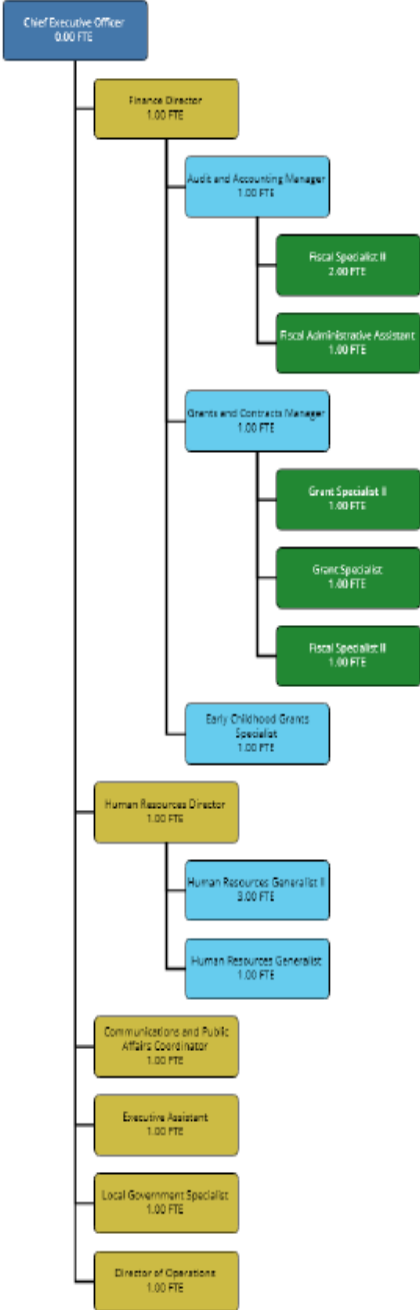 Chief Executive Officer
0.00 FTE
Finance Director
1.00 FTE
Audit and Accounting Manager
1.00 FTE
Fiscal Specialist II
2.00 FTE
Fiscal Administrative Assistant
1.00 FTE
Grants and Contracts Manager
1.00 FTE
Grant Specialist II
1.00 FTE
Grant Specialist
1.00 FTE
Fiscal Specialist II
1.00 FTE
Early Childhood Grants
Specialist
1.00 FTE
Human Resources Director
1.00 FTE
Human Resources Generalist II
3.00 FTE
Human Resources Generalist
1.00 FTE
Communications and Public
Affairs Coordinator
1.00 FTE
Executive Assistant
1.00 FTE
Local Government Specialist
1.00 FTE
Director of Operations
1.00 FTE